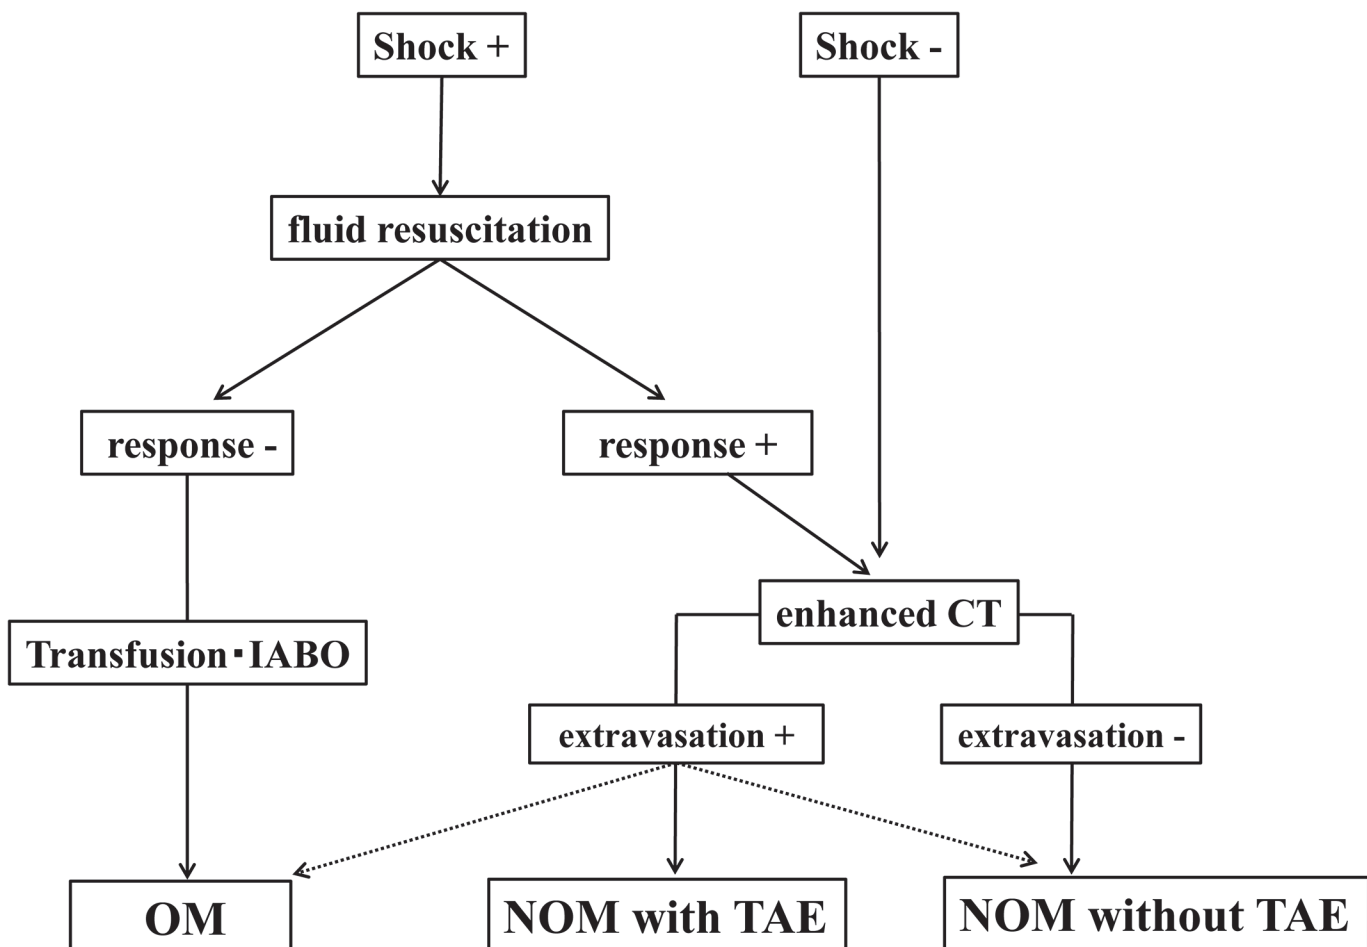 Shock +
Shock -
fluid resuscitation
response -
response +
enhanced CT
Transfusion・IABO
extravasation +
extravasation -
OM
NOM with TAE
NOM without TAE